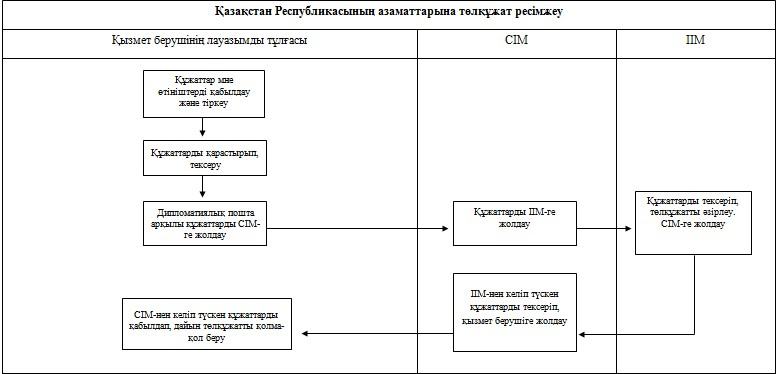 Қазақстан Республикасының азаматтарына төлқұжат ресімжеу
Қызмет берушінің лауазымды тұлғасы
СІМ
ІІМ
Құжаттар мне
өтініштерді қабылдау
және тіркеу
Құжаттарды қарастырып,
тексеру
Дипломатиялық пошта
арқылы құжаттарды СІМ-
ге жолдау
Құжаттарды ІІМ-ге
жолдау
Құжаттарды тексеріп,
төлқұжатты әзірлеу.
СІМ-ге жолдау
ІІМ-нен келіп түскен
құжаттарды тексеріп,
қызмет берушіге жолдау
СІМ-нен келіп түскен құжаттарды
қабылдап, дайын төлқұжатты қолма-
қол беру